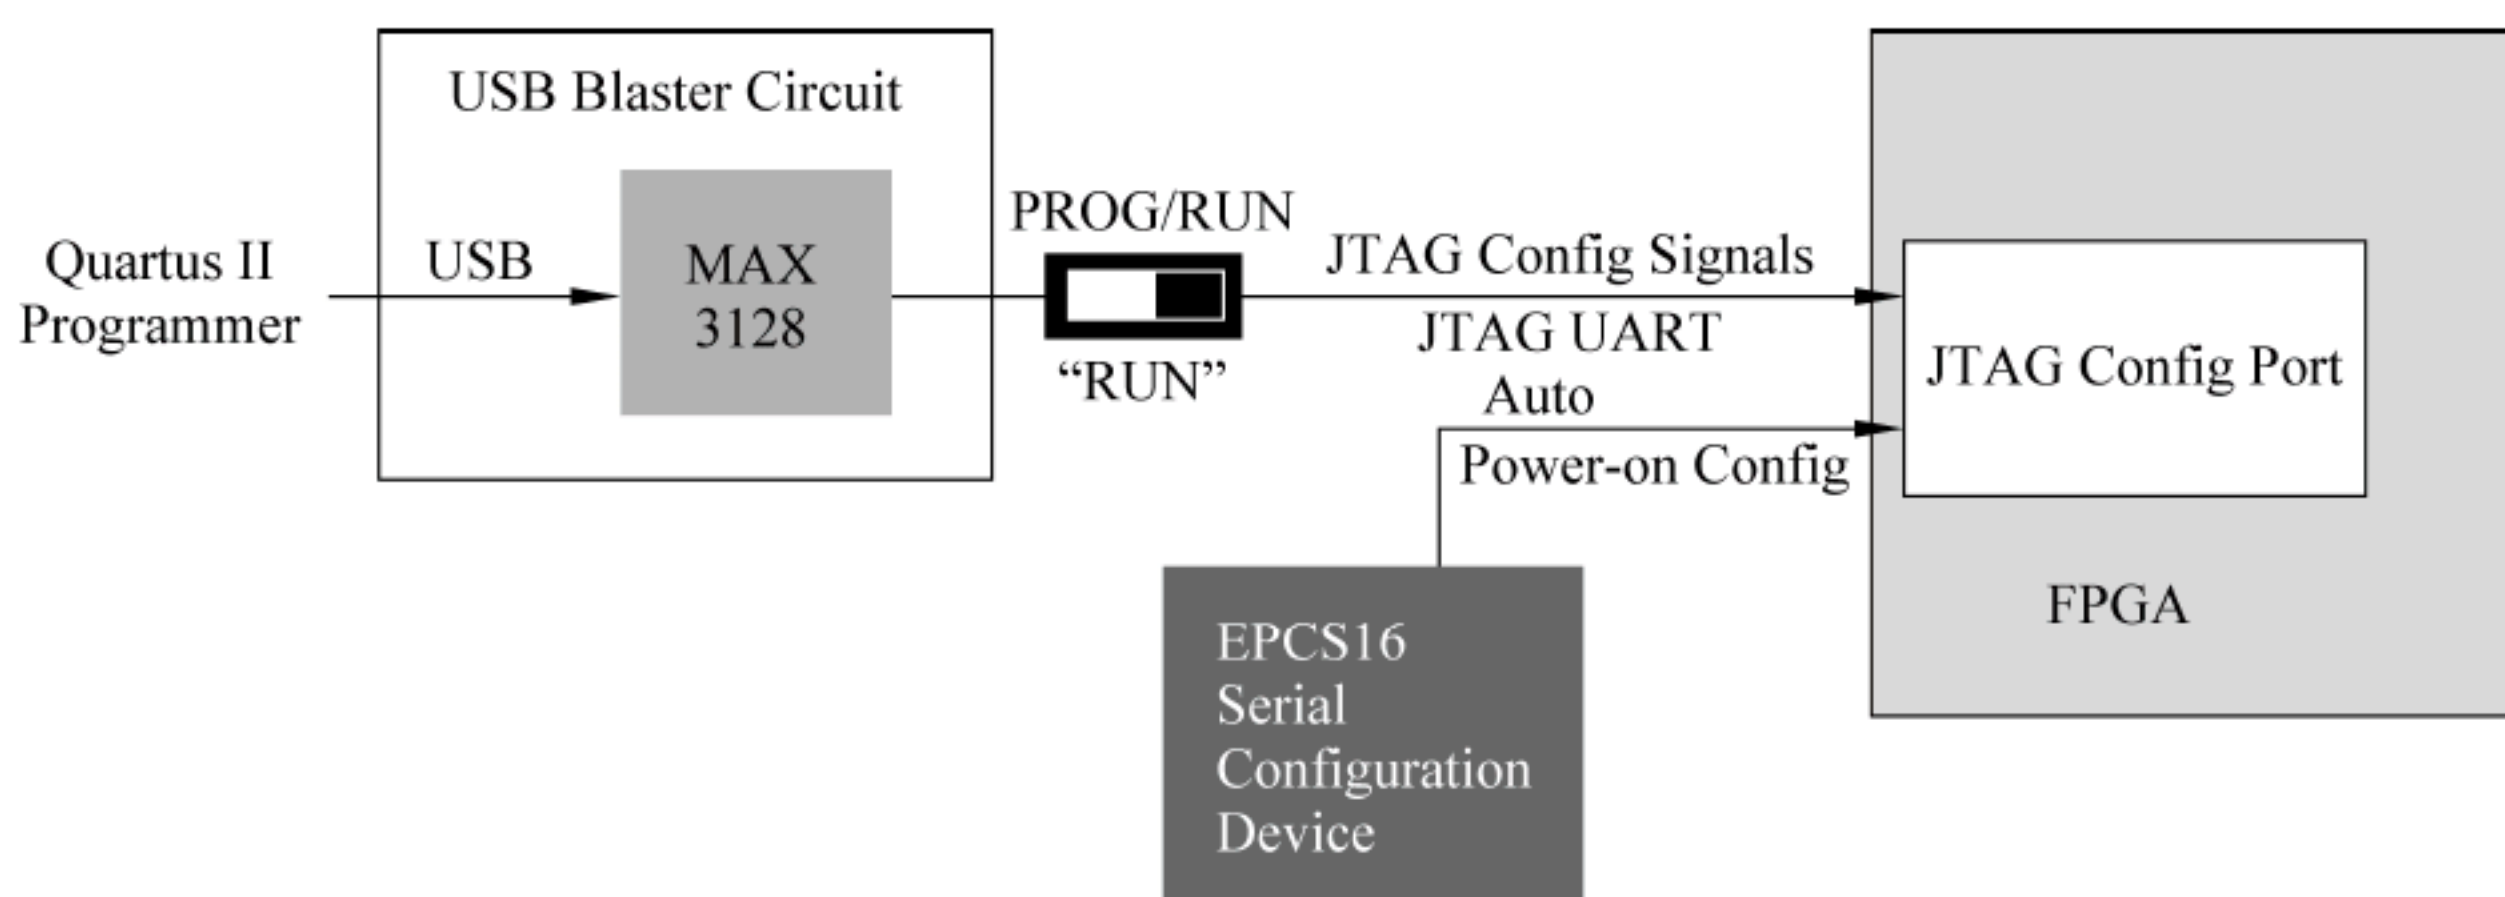 USB Blaster Circuit
Quartus II
Programmer
USB
MAX
3128
PROG/RUN
“RUN”
JTAG Config Signals
JTAG UART
Auto
Power-on Config
JTAG Config Port
FPGA
EPCS16
Serial
Configuration
Device